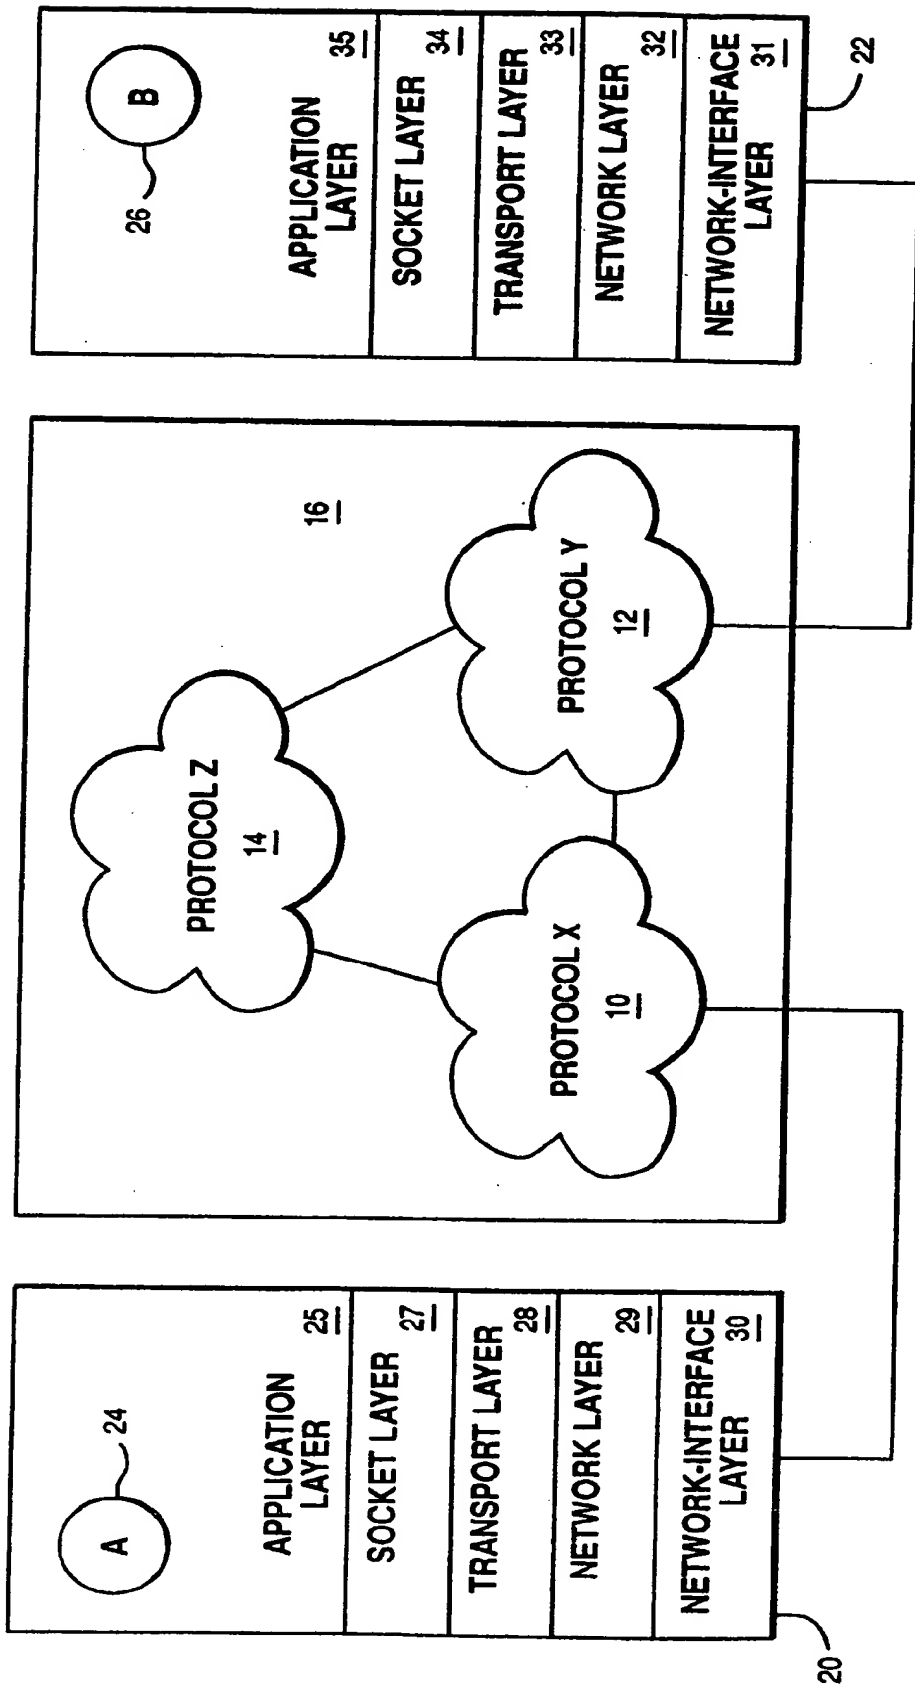 A
24
APPLICATION
LAYER
25
SOCKET LAYER
27
TRANSPORT LAYER
28
NETWORK LAYER
29
NETWORK-INTERFACE
LAYER
30
20
16
PROTOCOL Z
14
PROTOCOL X
10
PROTOCOL Y
12
B
26
APPLICATION
LAYER
35
SOCKET LAYER
34
TRANSPORT LAYER
33
NETWORK LAYER
32
NETWORK-INTERFACE
LAYER
31
22